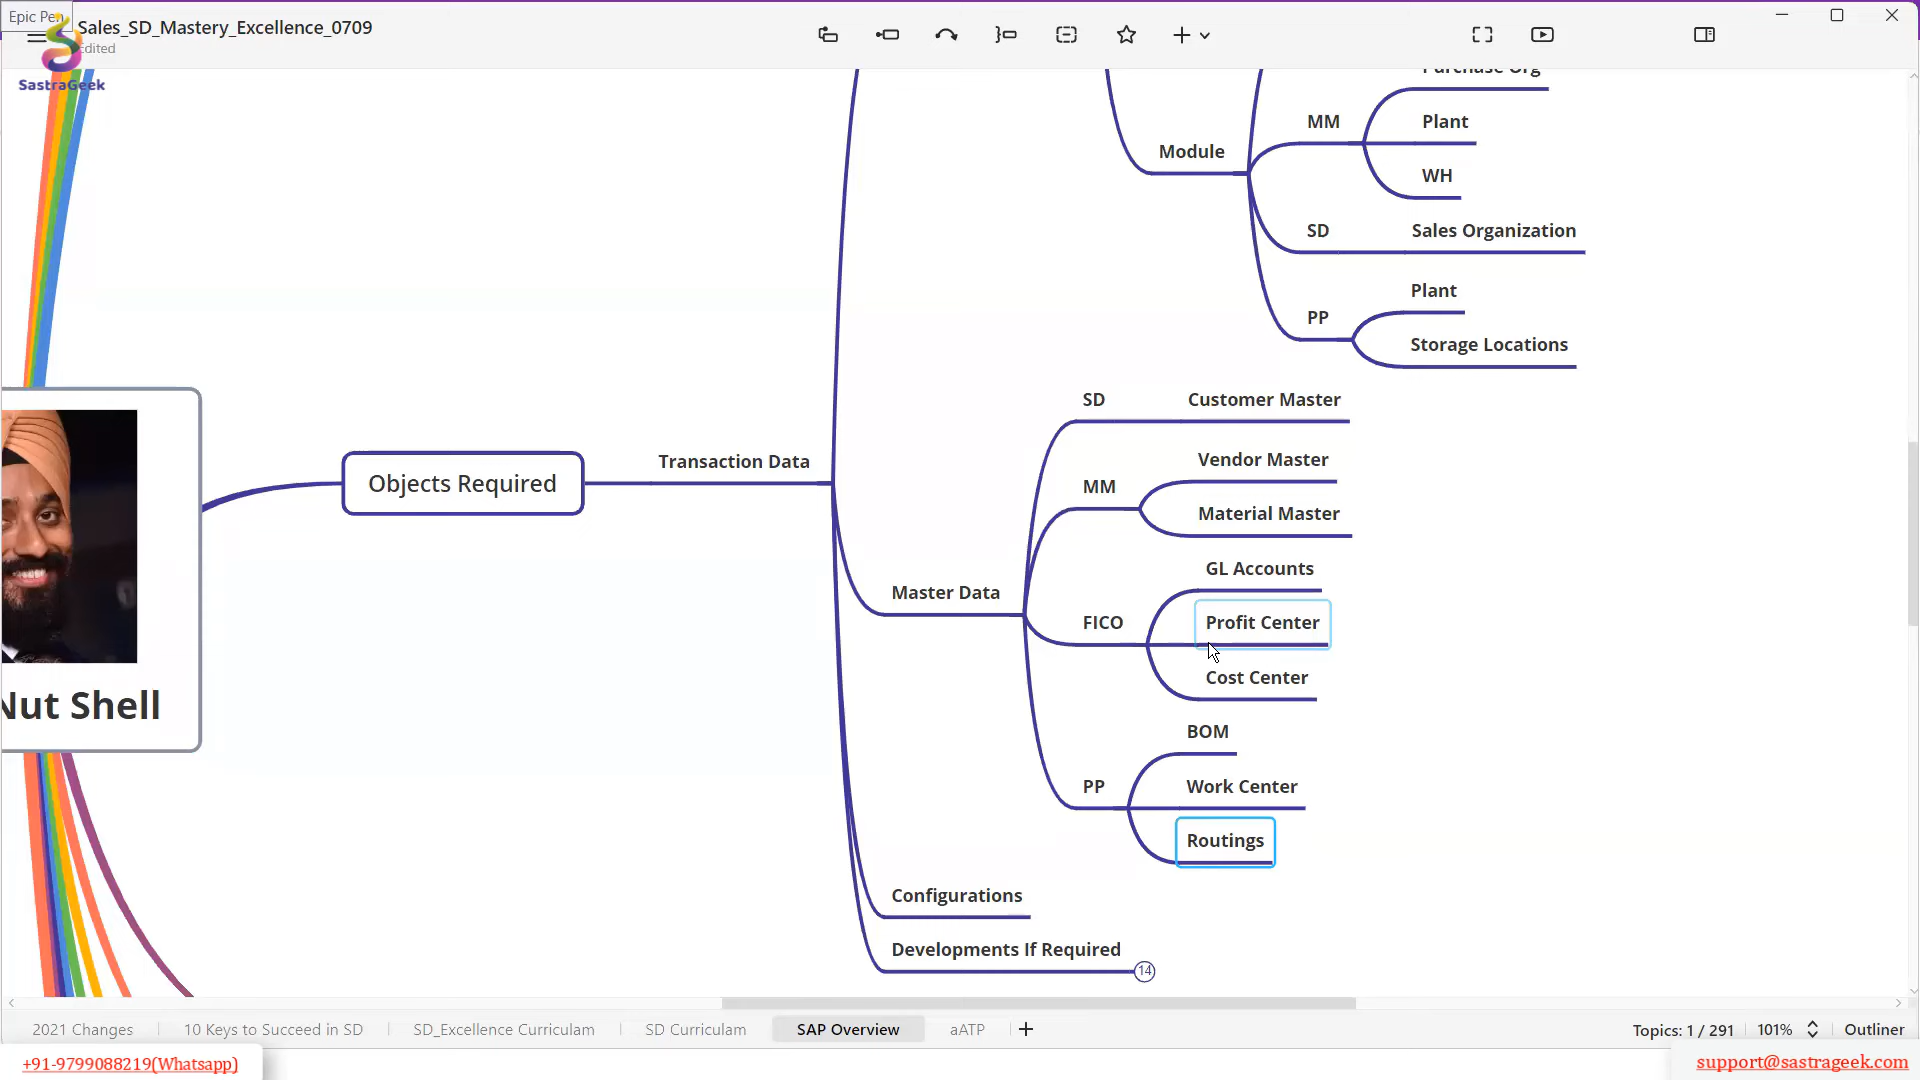 Epic Pen
Sales_SD_Mastery_Excellence_0709
Edited
SastraGeek
Purchase Org
MM
Plant
Module
WH
SD
Sales Organization
Plant
PP
Storage Locations
SD
Customer Master
Vendor Master
MM
Material Master
Objects Required
Transaction Data
GL Accounts
Master Data
FICO
Profit Center
Cost Center
Nut Shell
BOM
PP
Work Center
Routings
Configurations
Developments If Required
14
2021 Changes
10 Keys to Succeed in SD
SD_Excellence Curriculam
SD Curriculam
SAP Overview
aATP
Topics: 1 / 291
101%
Outliner
+91-9799088219(Whatsapp)
support@sastrageek.com